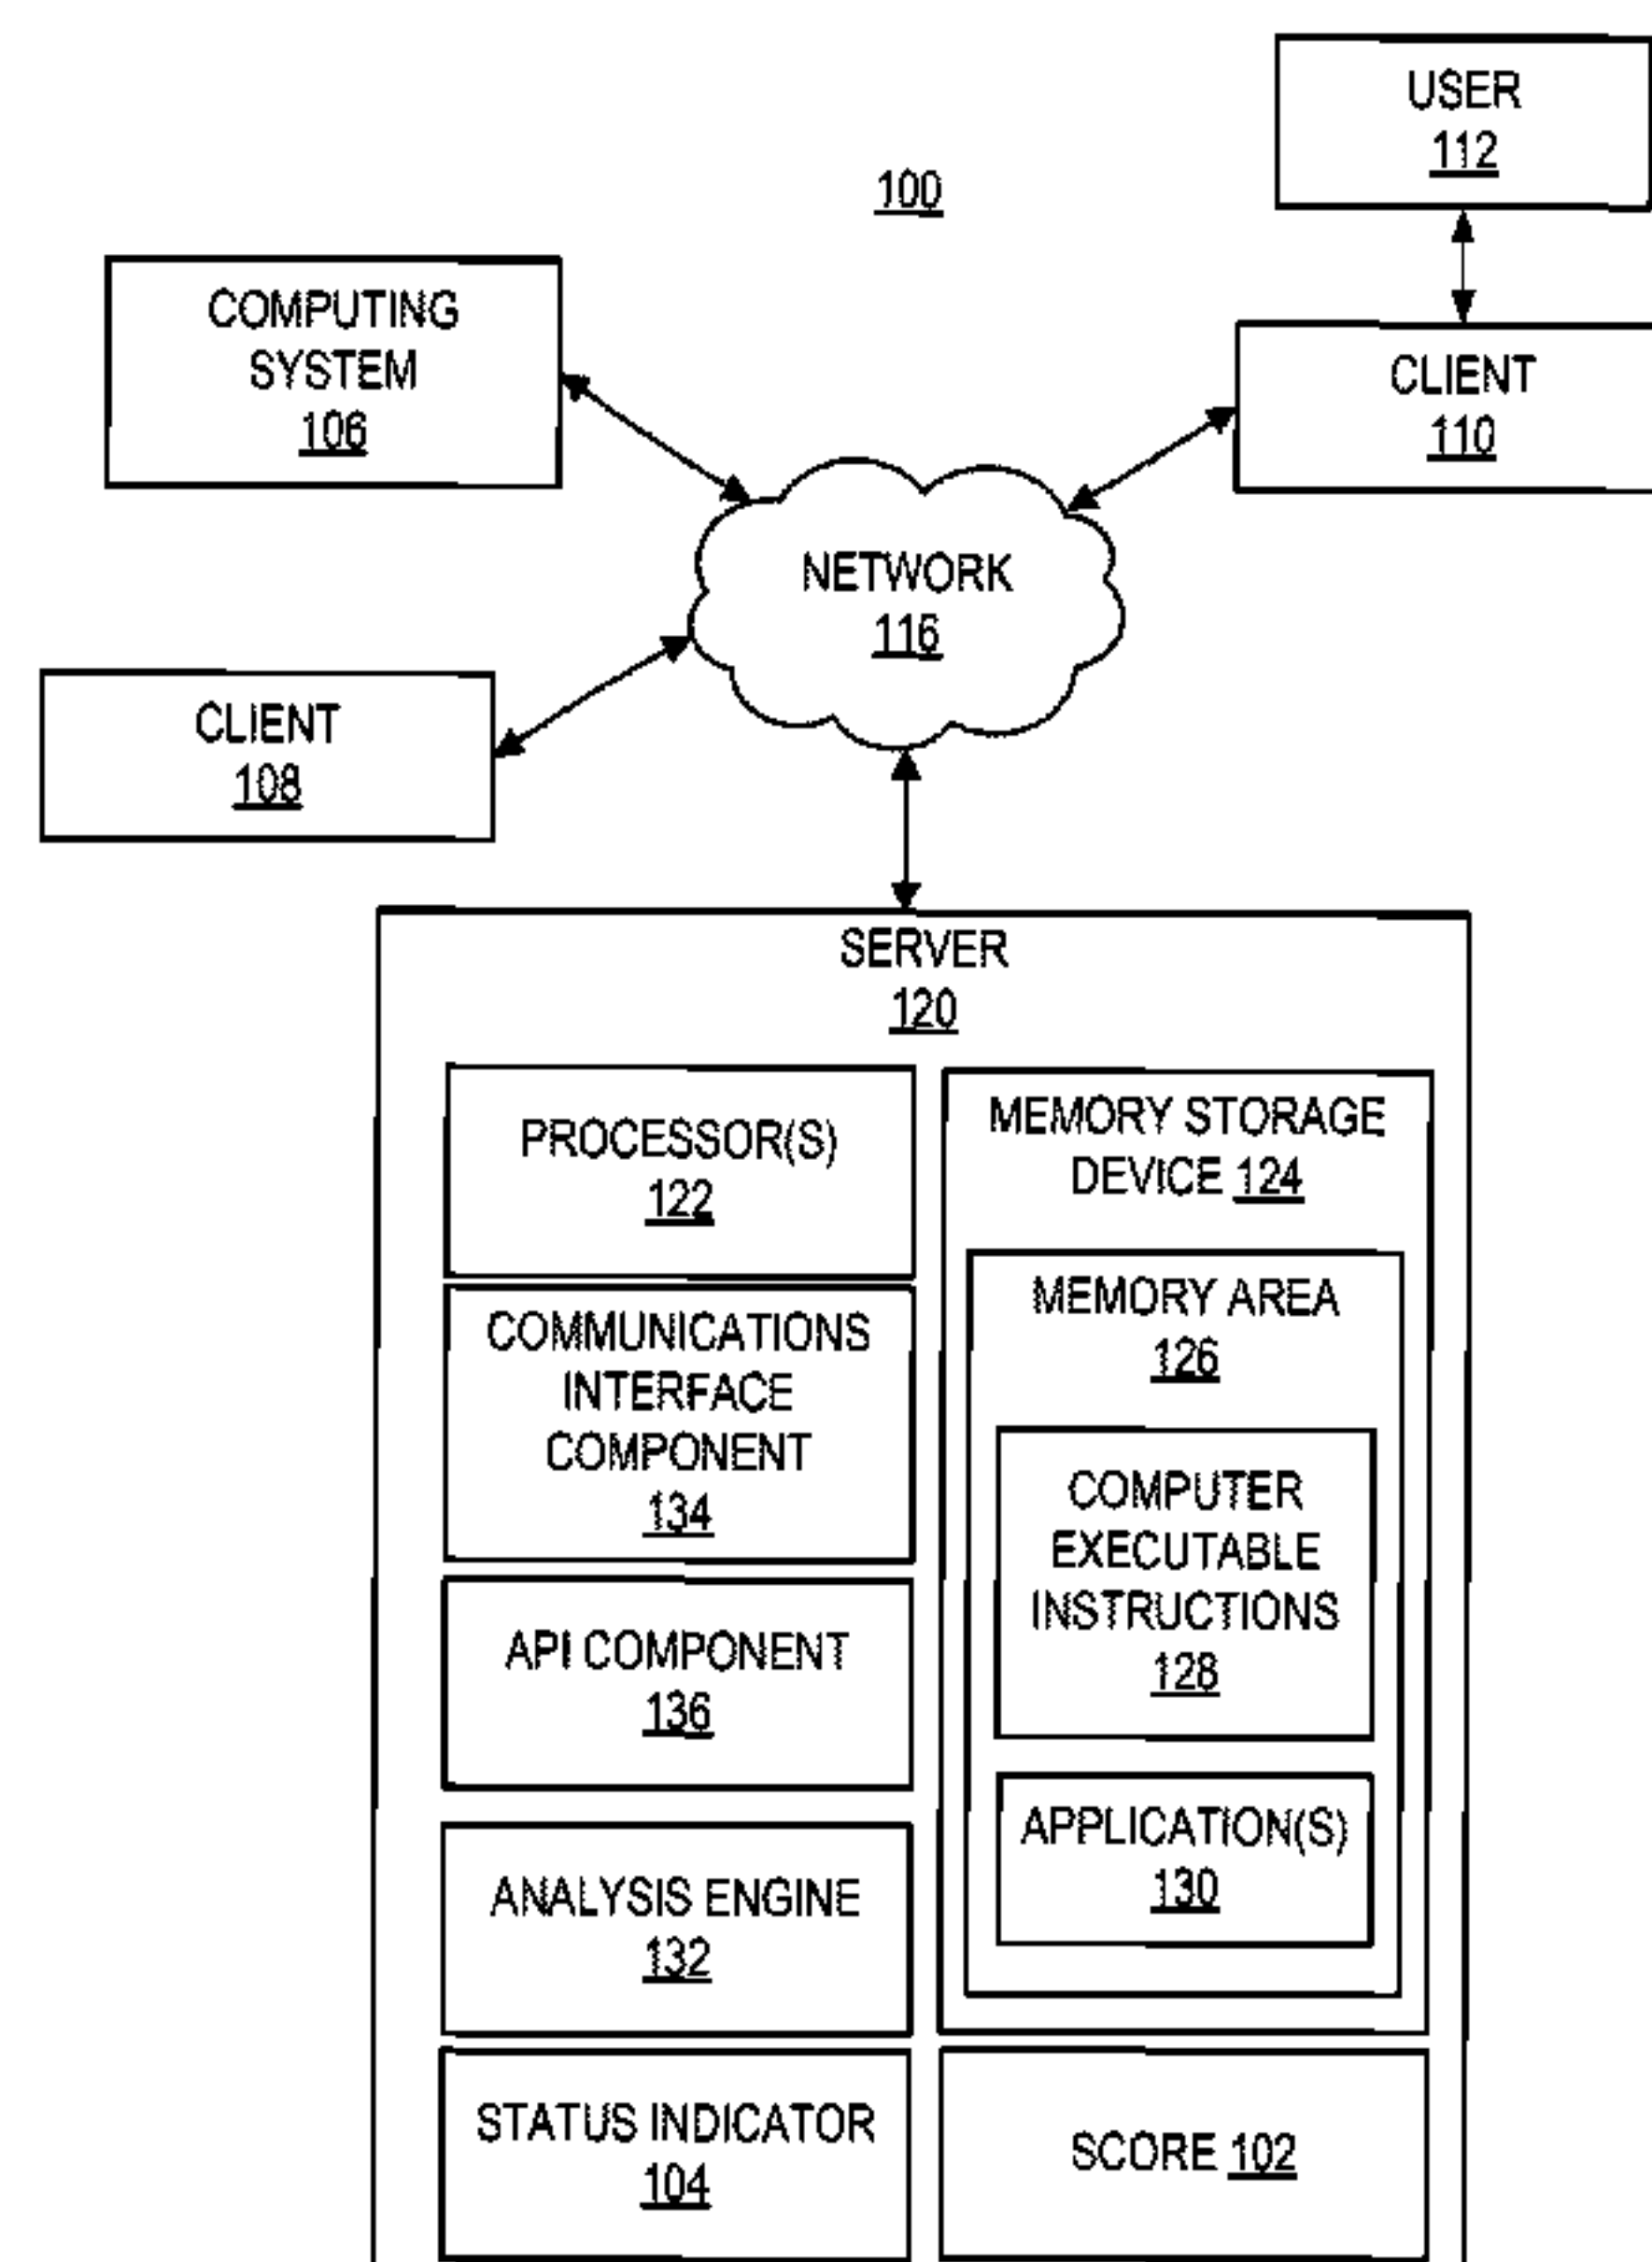 USER
112
100
COMPUTING
SYSTEM
106
CLIENT
110
NETWORK
116
CLIENT
108
SERVER
120
PROCESSOR(S)
122
COMMUNICATIONS
INTERFACE
COMPONENT
134
API COMPONENT
136
ANALYSIS ENGINE
132
STATUS INDICATOR
104
MEMORY STORAGE
DEVICE 124
MEMORY AREA
126
COMPUTER
EXECUTABLE
INSTRUCTIONS
128
APPLICATION(S)
130
SCORE 102